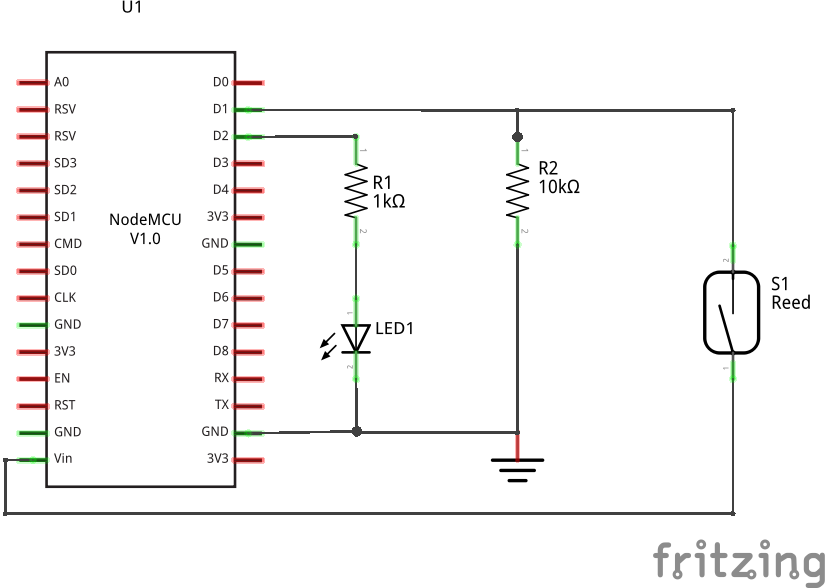 U1
A0
RSV
RSV
SD3
SD2
SD1
CMD
SD0
CLK
GND
3V3
EN
RST
GND
Vin
NodeMCU
V1.0
D0
D1
D2
D3
D4
3V3
GND
D5
D6
D7
D8
RX
TX
GND
3V3
1
R1
1kΩ
2
1
LED1
2
1
R2
10kΩ
2
2
S1
Reed
1
fritzing